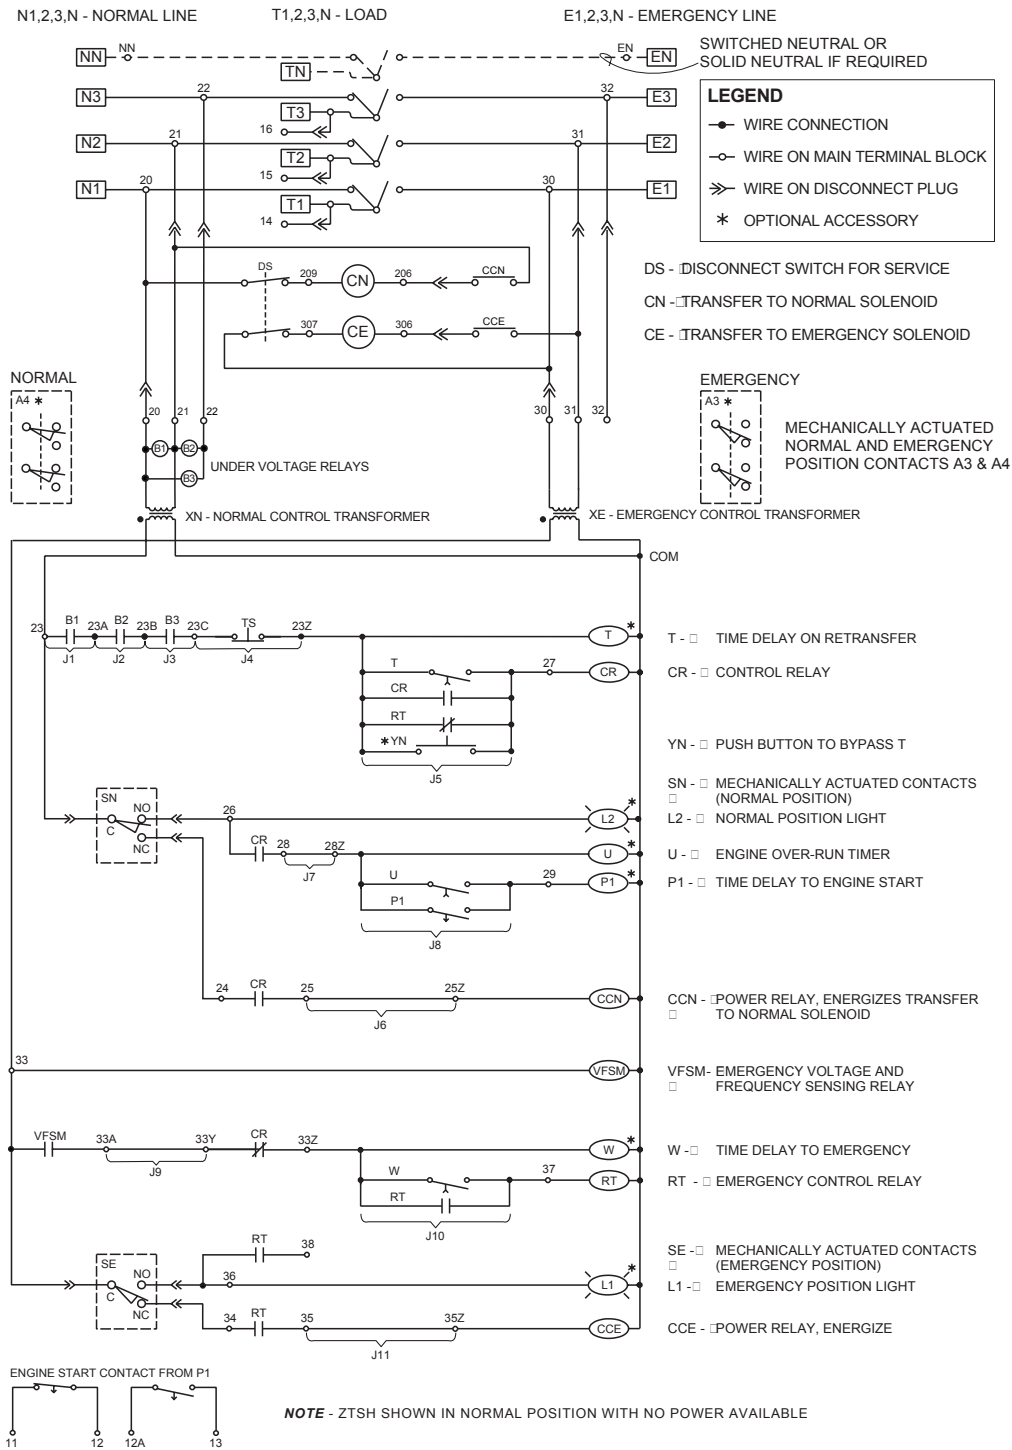 N1,2,3,N - NORMAL LINE
T1,2,3,N - LOAD
E1,2,3,N - EMERGENCY LINE
NN
NN
TN
EN
EN
SWITCHED NEUTRAL OR
SOLID NEUTRAL IF REQUIRED
N3
22
T3
16
32
E3
N2
21
T2
15
31
E2
N1
20
T1
14
30
E1
LEGEND
WIRE CONNECTION
WIRE ON MAIN TERMINAL BLOCK
WIRE ON DISCONNECT PLUG
* OPTIONAL ACCESSORY
DS
209
CN
206
CCN
307
CE
306
CCE
DS - □DISCONNECT SWITCH FOR SERVICE
CN -□TRANSFER TO NORMAL SOLENOID
CE - □TRANSFER TO EMERGENCY SOLENOID
NORMAL
A4 *
20
21
22
B1
B2
B3
UNDER VOLTAGE RELAYS
30
31
32
EMERGENCY
A3 *
MECHANICALLY ACTUATED
NORMAL AND EMERGENCY
POSITION CONTACTS A3 & A4
XN - NORMAL CONTROL TRANSFORMER
XE - EMERGENCY CONTROL TRANSFORMER
COM
23
B1
23A
B2
23B
B3
23C
TS
23Z
J1
J2
J3
J4
T
*
T - □ TIME DELAY ON RETRANSFER
T
27
CR
CR - □ CONTROL RELAY
CR
RT
*YN
J5
YN - □ PUSH BUTTON TO BYPASS T
SN
NO
C
NC
26
L2
*
SN - □ MECHANICALLY ACTUATED CONTACTS
□ (NORMAL POSITION)
L2 - □ NORMAL POSITION LIGHT
CR
28
28Z
J7
U
*
U - □ ENGINE OVER-RUN TIMER
U
29
P1
*
P1 - □ TIME DELAY TO ENGINE START
P1
J8
24
CR
25
25Z
J6
CCN
CCN - □POWER RELAY, ENERGIZES TRANSFER
□ TO NORMAL SOLENOID
33
VFSM
VFSM- EMERGENCY VOLTAGE AND
□ FREQUENCY SENSING RELAY
VFSM
33A
33Y
CR
33Z
J9
W
*
W -□ TIME DELAY TO EMERGENCY
W
37
RT
RT - □ EMERGENCY CONTROL RELAY
RT
J10
RT
38
SE
NO
C
NC
36
L1
*
SE -□ MECHANICALLY ACTUATED CONTACTS
□ (EMERGENCY POSITION)
L1 -□ EMERGENCY POSITION LIGHT
34
RT
35
35Z
J11
CCE
CCE - □POWER RELAY, ENERGIZE
ENGINE START CONTACT FROM P1
11
12
12A
13
NOTE - ZTSH SHOWN IN NORMAL POSITION WITH NO POWER AVAILABLE